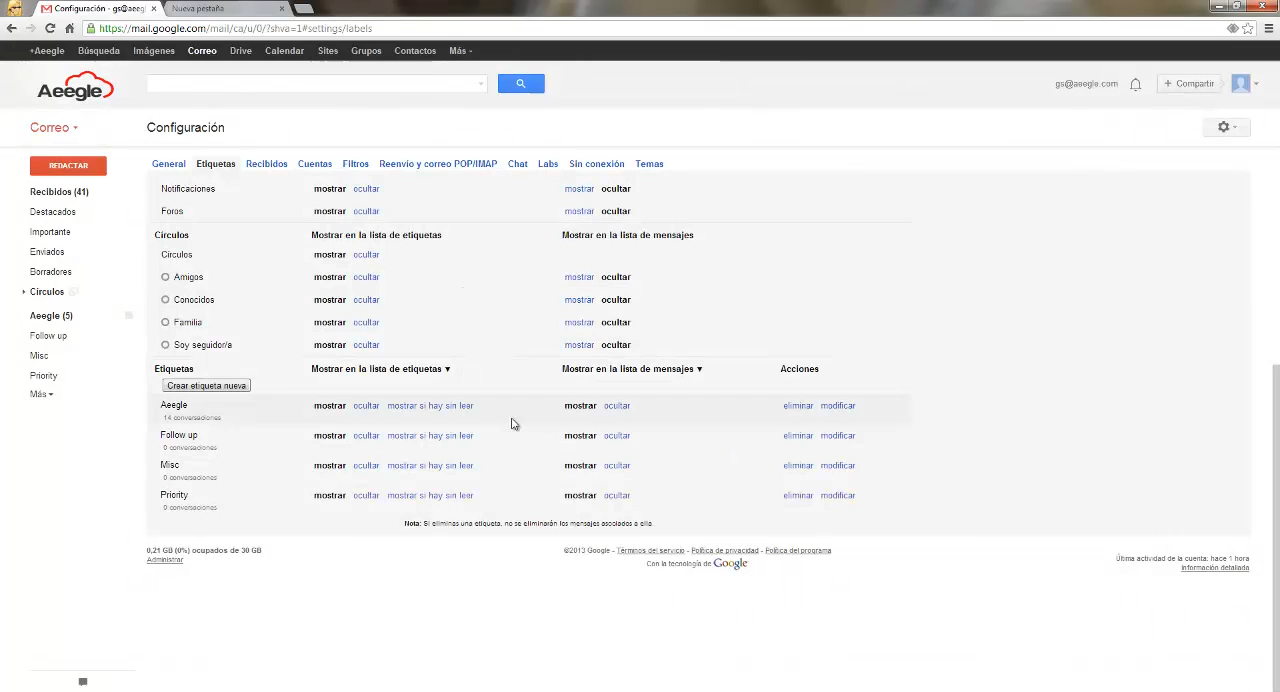 Configuración - gs@aeegl × Nueva pestaña ×
https://mail.google.com/mail/ca/u/0/?shva=1#settings/labels
+Aeegle Búsqueda Imágenes Correo Drive Calendar Sites Grupos Contactos Más
Aeegle gs@aeegle.com + Compartir
Correo Configuración
General Etiquetas Recibidos Cuentas Filtros Reenvío y correo POP/IMAP Chat Labs Sin conexión Temas
REDACTAR
Recibidos (41)
Destacados
Importante
Enviados
Borradores
Círculos
Aeegle (5)
Follow up
Misc
Priority
Más
Notificaciones mostrar ocultar mostrar ocultar
Foros mostrar ocultar mostrar ocultar
Círculos Mostrar en la lista de etiquetas Mostrar en la lista de mensajes
Círculos mostrar ocultar
Amigos mostrar ocultar mostrar ocultar
Conocidos mostrar ocultar mostrar ocultar
Familia mostrar ocultar mostrar ocultar
Soy seguidor/a mostrar ocultar mostrar ocultar
Etiquetas Mostrar en la lista de etiquetas ▾ Mostrar en la lista de mensajes ▾ Acciones
Crear etiqueta nueva
Aeegle mostrar ocultar mostrar si hay sin leer mostrar ocultar eliminar modificar
14 conversaciones
Follow up mostrar ocultar mostrar si hay sin leer mostrar ocultar eliminar modificar
0 conversaciones
Misc mostrar ocultar mostrar si hay sin leer mostrar ocultar eliminar modificar
0 conversaciones
Priority mostrar ocultar mostrar si hay sin leer mostrar ocultar eliminar modificar
0 conversaciones
Nota: Si eliminas una etiqueta, no se eliminarán los mensajes asociados a ella.
0,21 GB (0%) ocupados de 30 GB
Administrar
©2013 Google - Términos del servicio - Política de privacidad - Política del programa
Con la tecnología de Google
Última actividad de la cuenta: hace 1 hora
Información detallada